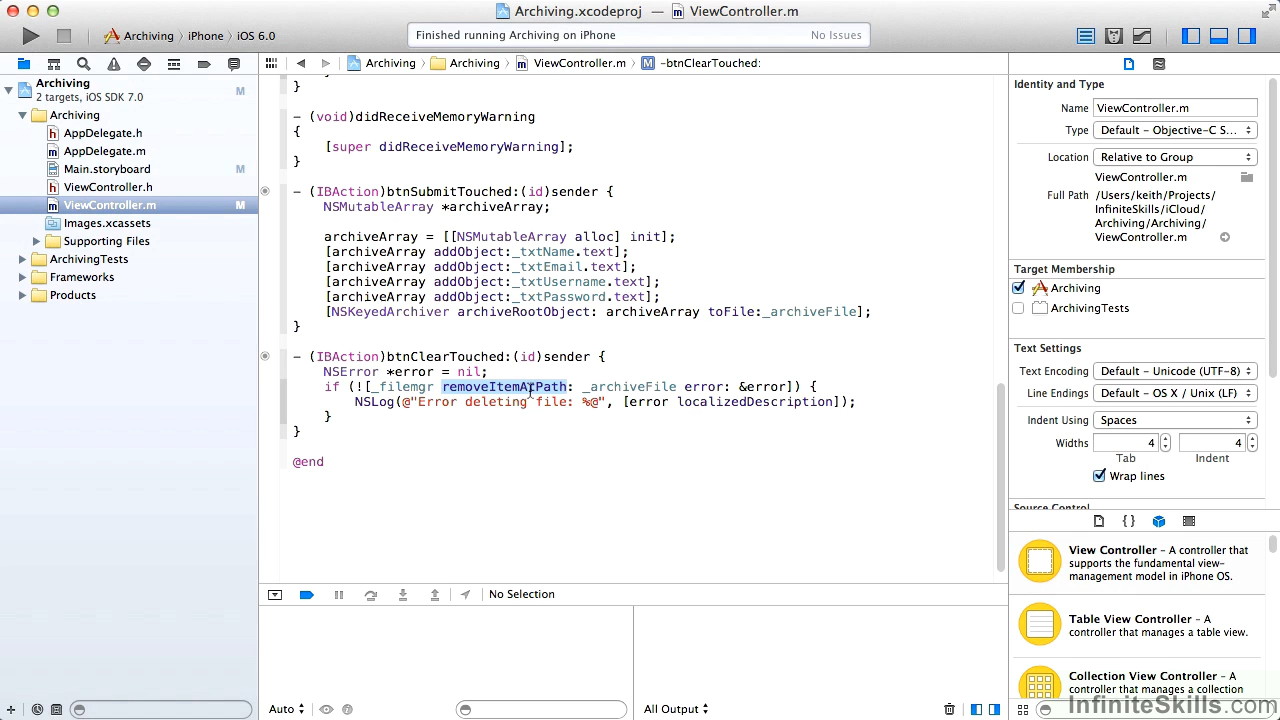 Archiving.xcodeproj — ViewController.m
Archiving iPhone iOS 6.0
Finished running Archiving on iPhone No Issues
Archiving Archiving ViewController.m M -btnClearTouched:
Archiving
2 targets, iOS SDK 7.0 M
Archiving
h AppDelegate.h
m AppDelegate.m
Main.storyboard M
h ViewController.h
m ViewController.m M
Images.xcassets
Supporting Files
ArchivingTests
Frameworks
Products
}
- (void)didReceiveMemoryWarning
{
[super didReceiveMemoryWarning];
}
- (IBAction)btnSubmitTouched:(id)sender {
NSMutableArray *archiveArray;
archiveArray = [[NSMutableArray alloc] init];
[archiveArray addObject:_txtName.text];
[archiveArray addObject:_txtEmail.text];
[archiveArray addObject:_txtUsername.text];
[archiveArray addObject:_txtPassword.text];
[NSKeyedArchiver archiveRootObject: archiveArray toFile:_archiveFile];
}
- (IBAction)btnClearTouched:(id)sender {
NSError *error = nil;
if (![_filemgr removeItemAtPath: _archiveFile error: &error]) {
NSLog(@"Error deleting file: %@", [error localizedDescription]);
}
}
@end
No Selection
Auto
All Output
Identity and Type
Name ViewController.m
Type Default - Objective-C S...
Location Relative to Group
ViewController.m
Full Path /Users/keith/Projects/
InfiniteSkills/iCloud/
Archiving/Archiving/
ViewController.m
Target Membership
Archiving
ArchivingTests
Text Settings
Text Encoding Default - Unicode (UTF-8)
Line Endings Default - OS X / Unix (LF)
Indent Using Spaces
Widths 4 4
Tab Indent
Wrap lines
Source Control
View Controller - A controller that
supports the fundamental view-
management model in iPhone OS.
Table View Controller - A
controller that manages a table view.
Collection View Controller - A
controller that manages a collection
InfiniteSkills.com